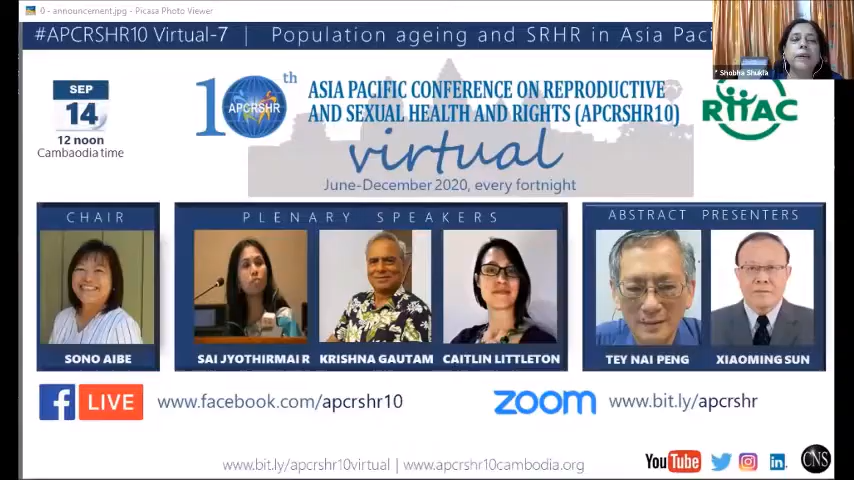 0 - announcement.jpg - Picasa Photo Viewer
#APCRSHR10 Virtual-7 | Population ageing and SRHR in Asia Paci
Shobha Shukla
SEP
14
12 noon
Cambaodia time
10th
APCRSHR
ASIA PACIFIC CONFERENCE ON REPRODUCTIVE
AND SEXUAL HEALTH AND RIGHTS (APCRSHR10)
virtual
June-December 2020, every fortnight
RHAC
CHAIR
PLENARY SPEAKERS
ABSTRACT PRESENTERS
SONO AIBE
SAI JYOTHIRMAI R
KRISHNA GAUTAM
CAITLIN LITTLETON
TEY NAI PENG
XIAOMING SUN
f LIVE www.facebook.com/apcrshr10
zoom www.bit.ly/apcrshr
www.bit.ly/apcrshr10virtual | www.apcrshr10cambodia.org
YouTube
in
CNS